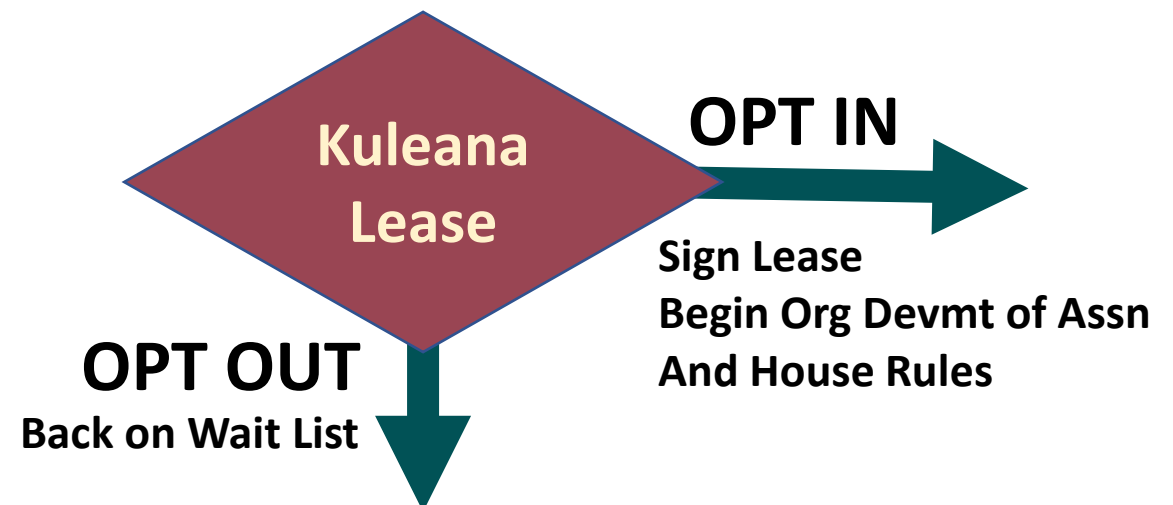 Kuleana
Lease
OPT IN
Sign Lease
Begin Org Devmt of Assn
And House Rules
OPT OUT
Back on Wait List